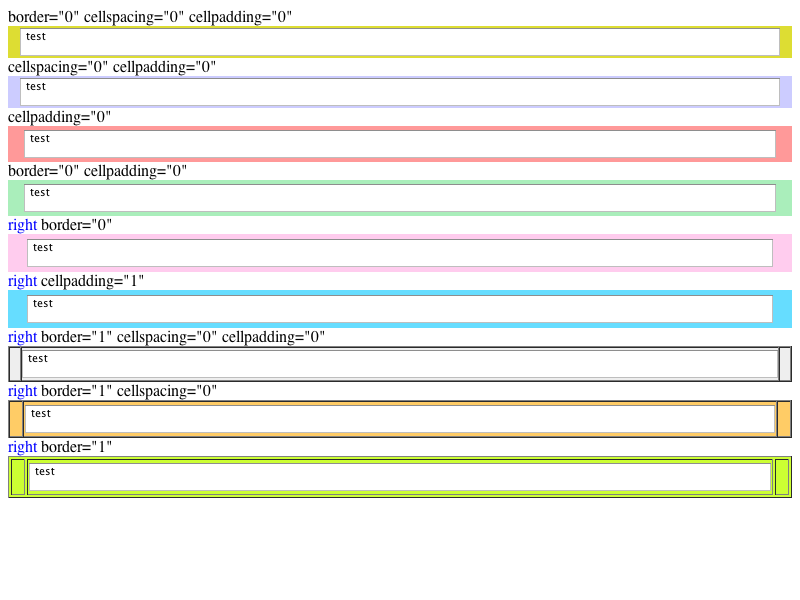 border="0" cellspacing="0" cellpadding="0"
test
cellspacing="0" cellpadding="0"
test
cellpadding="0"
test
border="0" cellpadding="0"
test
right border="0"
test
right cellpadding="1"
test
right border="1" cellspacing="0" cellpadding="0"
test
right border="1" cellspacing="0"
test
right border="1"
test